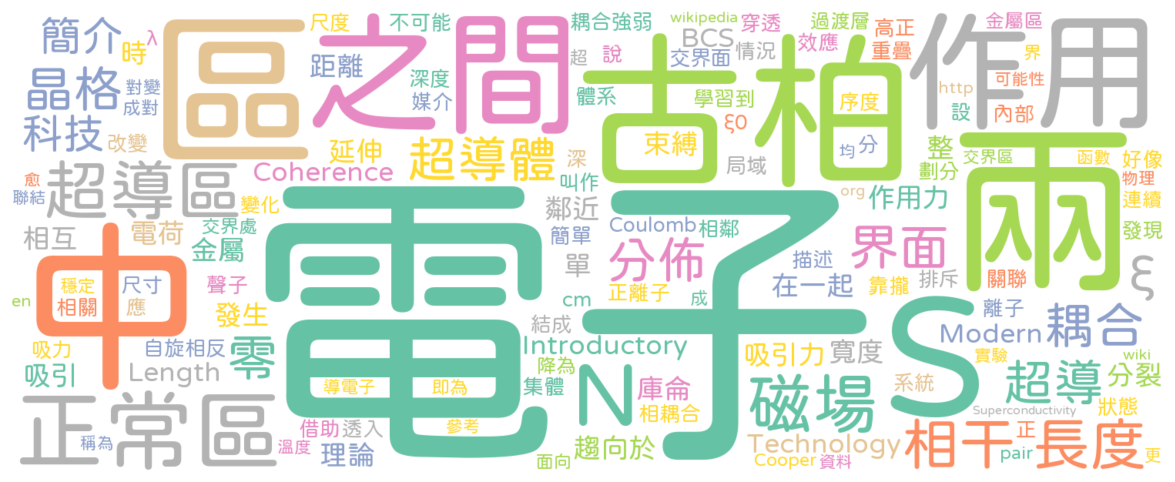 簡介
時
λ
尺度
不可能
耦合強弱
wikipedia
穿透
過渡層
高正
金屬區
作用
晶格
對變
成對
區
之間
距離
深度
媒介
超
說
BCS
情況
效應
重疊
界
交界面
可能性
體系
古柏
http
設
內部
科技
改變
學習到
ξ0
序度
兩
延伸
超導體
束縛
均
分
整
劃分
交界區
函數
好像
物理
愈
聯結
超導區
變化
Coherence
深
叫作
局域
org
作用力
連續
相互
電荷
交界處
金屬
電子
鄰近
簡單
單
Coulomb
相鄰
分佈
界面
發現
ξ
中
穩定
相關
尺寸
應
聲子
發生
描述
在一起
靠攏
排斥
關聯
en
cm
正離子
成
離子
Modern
耦合
吸力
自旋相反
零
結成
Introductory
吸引力
寬度
S
實驗
wiki
吸引
Length
降為
N
庫侖
磁場
系統
超導
分裂
導電子
即為
集體
相耦合
Superconductivity
狀態
正常區
借助
透入
參考
稱為
溫度
理論
面向
趨向於
Technology
Cooper
資料
相干
正
pair
長度
更